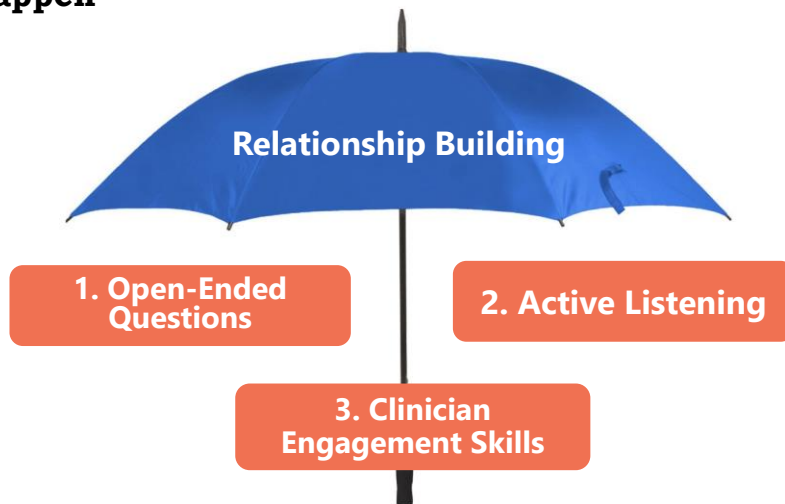 Relationship Building
1. Open-Ended
Questions
2. Active Listening
3. Clinician
Engagement Skills